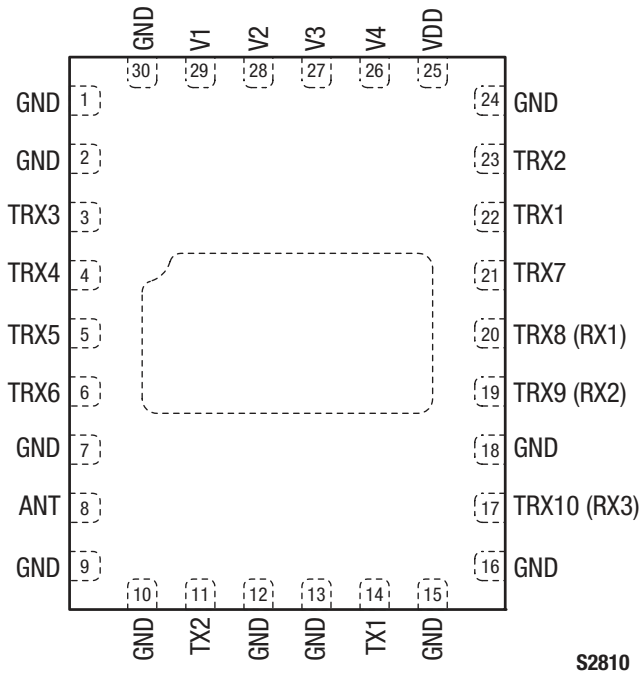 GND V1 V2 V3 V4 VDD
30 29 28 27 26 25
GND 1 24 GND
GND 2 23 TRX2
TRX3 3 22 TRX1
TRX4 4 21 TRX7
TRX5 5 20 TRX8 (RX1)
TRX6 6 19 TRX9 (RX2)
GND 7 18 GND
ANT 8 17 TRX10 (RX3)
GND 9 16 GND
10 11 12 13 14 15
GND TX2 GND GND TX1 GND
S2810